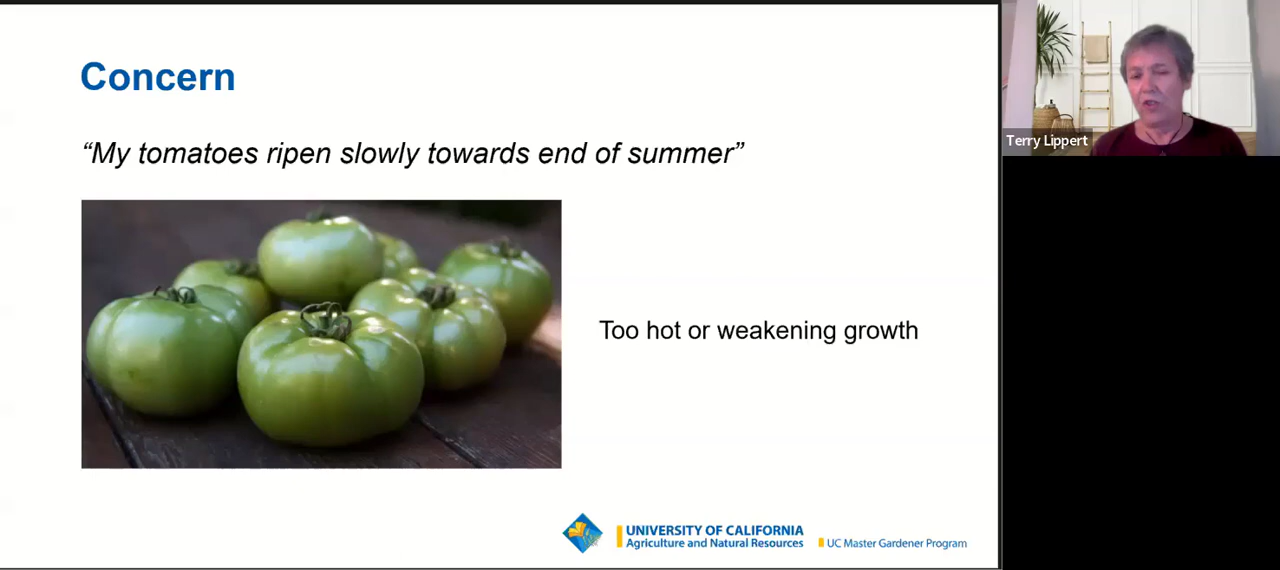 Concern
“My tomatoes ripen slowly towards end of summer”
Too hot or weakening growth
UNIVERSITY OF CALIFORNIA
Agriculture and Natural Resources
UC Master Gardener Program
Terry Lippert